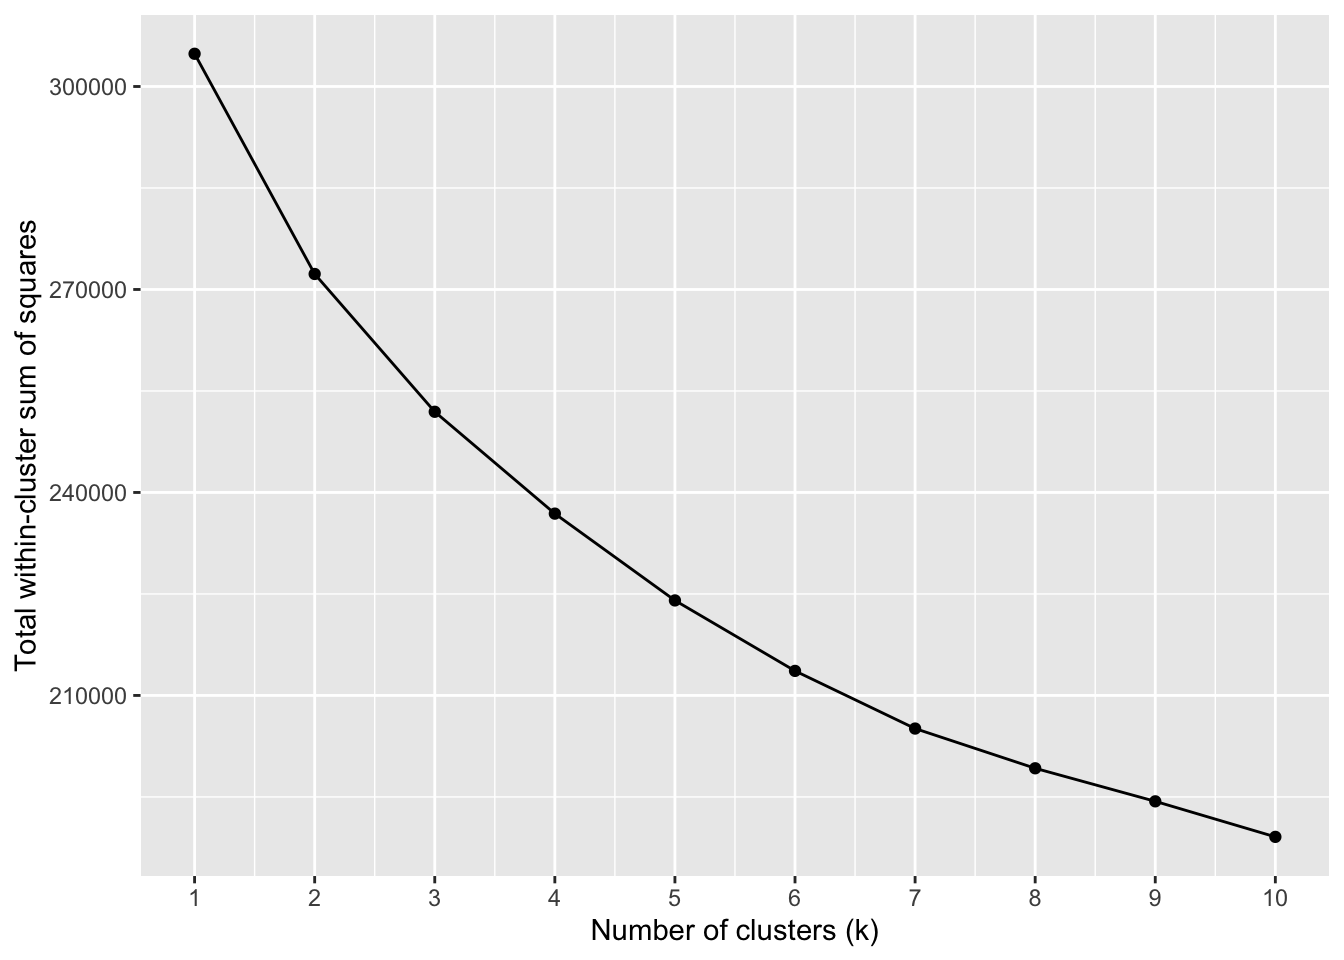 Total within-cluster sum of squares
300000
270000
240000
210000
1 2 3 4 5 6 7 8 9 10
Number of clusters (k)